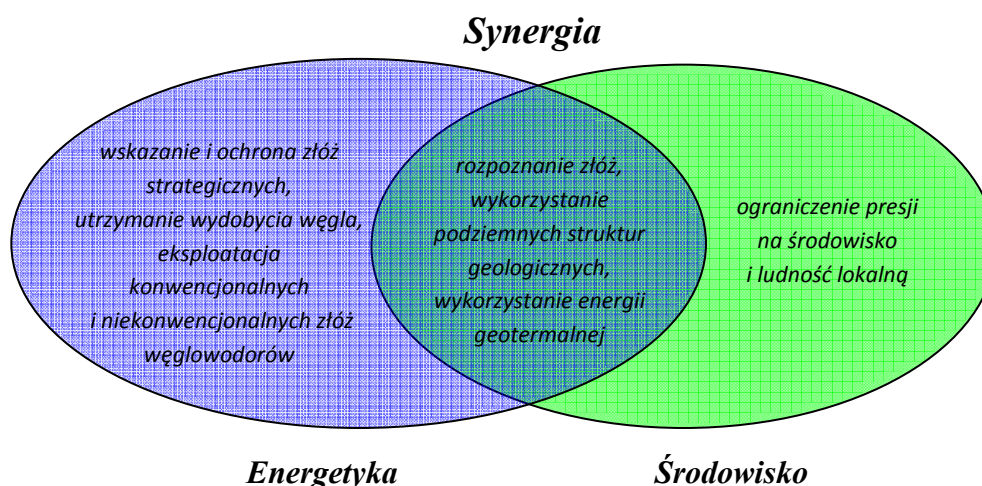 Synergia
wskazanie i ochrona złóż
strategicznych,
utrzymanie wydobycia węgla,
eksploatacja
konwencjonalnych
i niekonwencjonalnych złóż
węglowodorów
rozpoznanie złóż,
wykorzystanie
podziemnych struktur
geologicznych,
wykorzystanie energii
geotermalnej
ograniczenie presji
na środowisko
i ludność lokalną
Energetyka
Środowisko